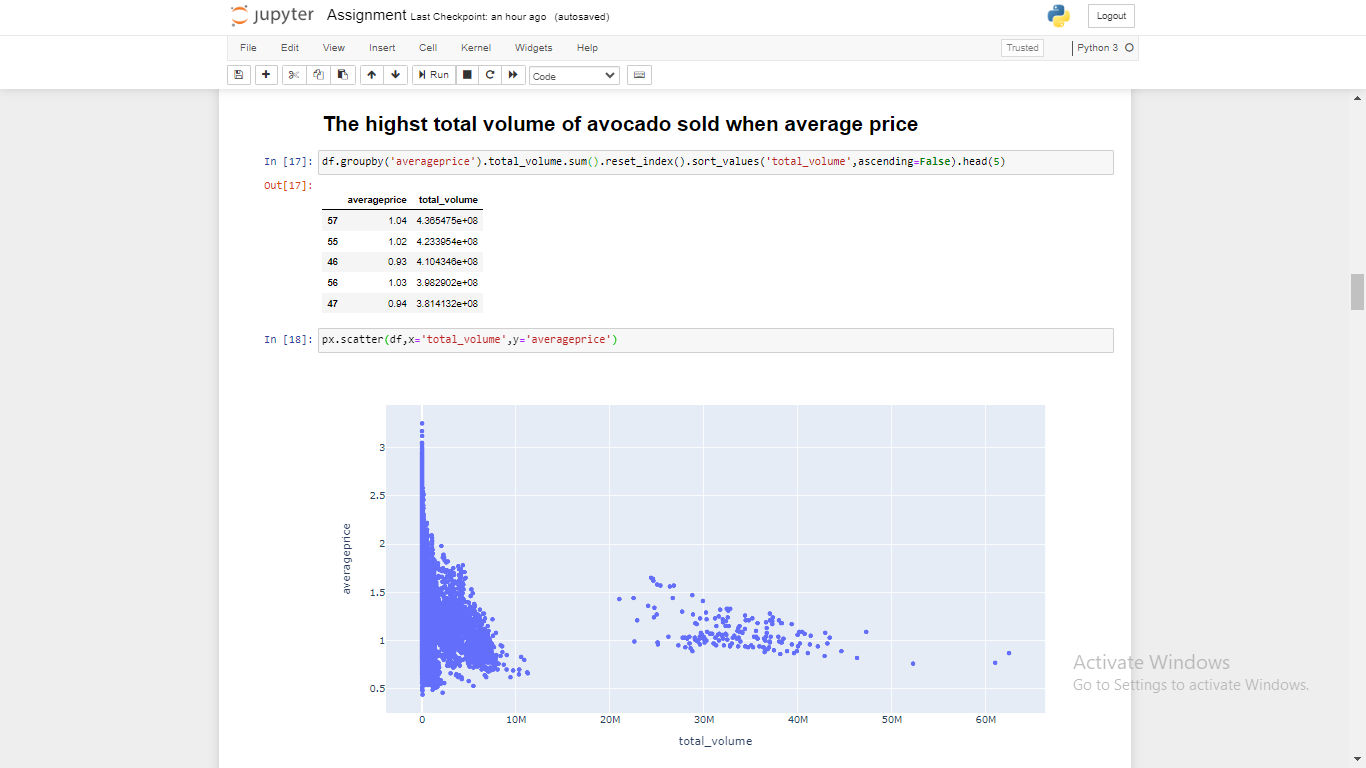 jupyter Assignment Last Checkpoint: an hour ago (autosaved) Logout
File Edit View Insert Cell Kernel Widgets Help Trusted Python 3
Run Code
The highst total volume of avocado sold when average price
In [17]: df.groupby('averageprice').total_volume.sum().reset_index().sort_values('total_volume',ascending=False).head(5)
Out[17]:
averageprice total_volume
57 1.04 4.365475e+08
55 1.02 4.233954e+08
46 0.93 4.104346e+08
56 1.03 3.982902e+08
47 0.94 3.814132e+08
In [18]: px.scatter(df,x='total_volume',y='averageprice')
3
2.5
2
1.5
1
0.5
averageprice
0 10M 20M 30M 40M 50M 60M
total_volume
Activate Windows
Go to Settings to activate Windows.